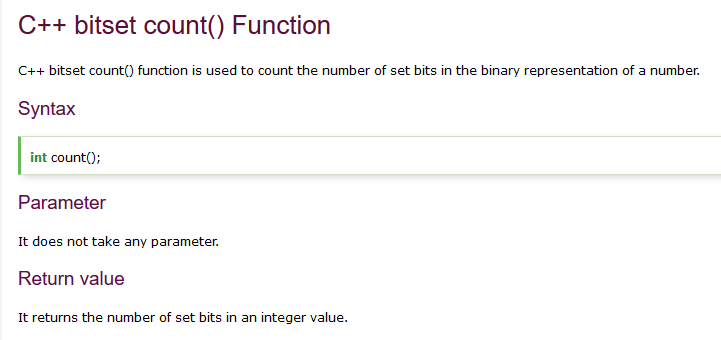 C++ bitset count() Function
C++ bitset count() function is used to count the number of set bits in the binary representation of a number.
Syntax
int count();
Parameter
It does not take any parameter.
Return value
It returns the number of set bits in an integer value.